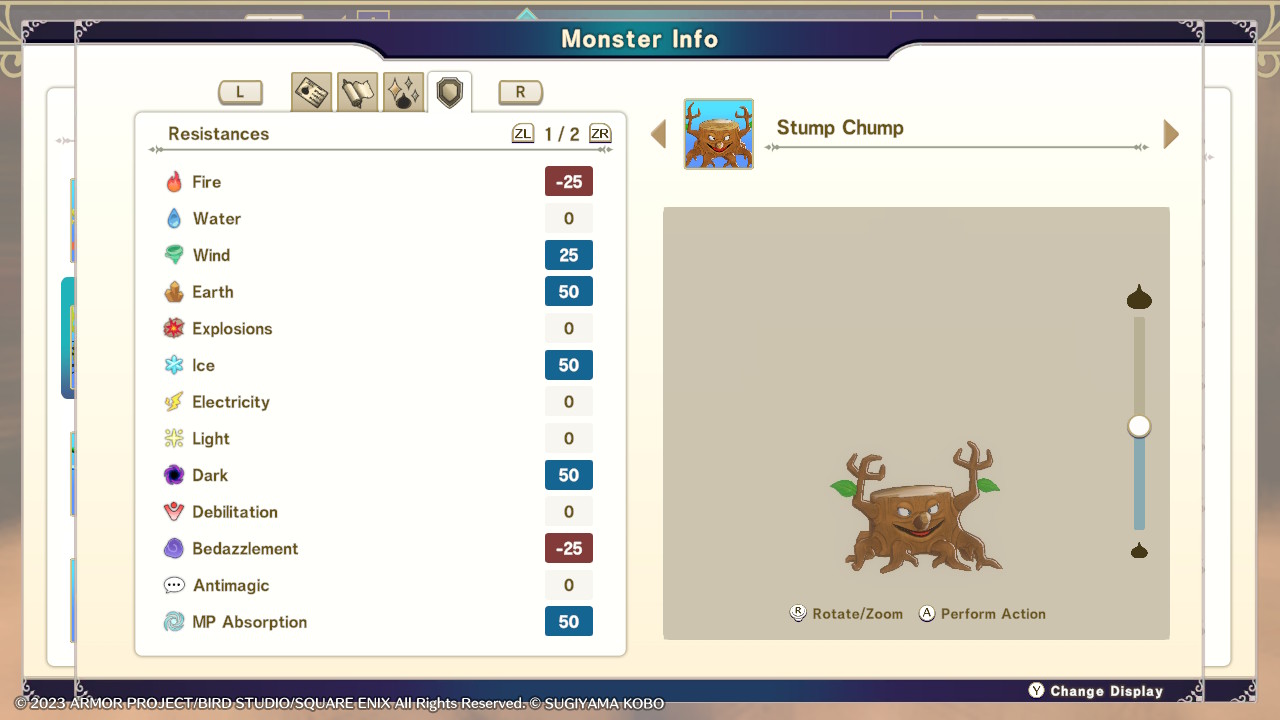 Monster Info
L
R
Resistances
ZL 1 / 2 ZR
Fire -25
Water 0
Wind 25
Earth 50
Explosions 0
Ice 50
Electricity 0
Light 0
Dark 50
Debilitation 0
Bedazzlement -25
Antimagic 0
MP Absorption 50
Stump Chump
R Rotate/Zoom A Perform Action
Y Change Display
© 2023 ARMOR PROJECT/BIRD STUDIO/SQUARE ENIX All Rights Reserved. © SUGIYAMA KOBO